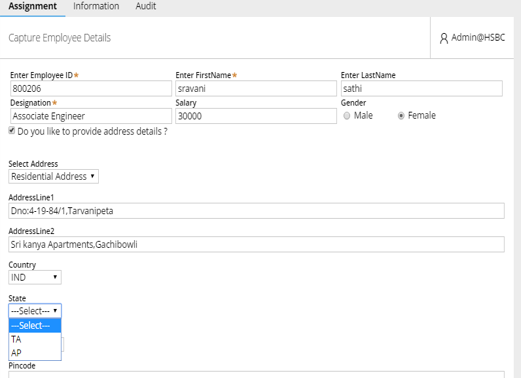 Assignment Information Audit
Capture Employee Details
Admin@HSBC
Enter Employee ID★ Enter FirstName★ Enter LastName
800206 sravani sathi
Designation★ Salary Gender
Associate Engineer 30000 Male Female
Do you like to provide address details ?
Select Address
Residential Address
AddressLine1
Dno:4-19-84/1,Tarvanipeta
AddressLine2
Sri kanya Apartments,Gachibowli
Country
IND
State
---Select---
---Select---
TA
AP
Pincode